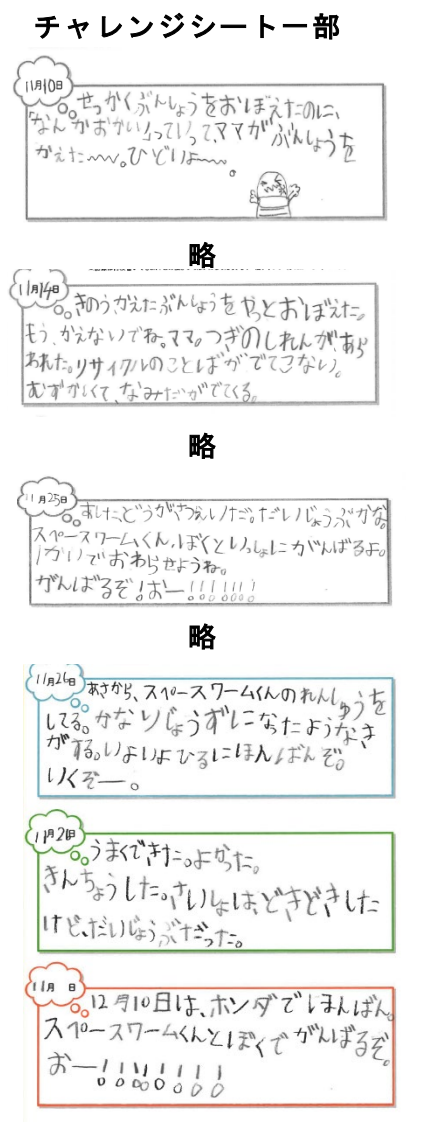 チャレンジシート一部
11月10日
せっかくぶんしょうをおぼえたのに、
なんかおかいっていって、ママがぶんしょうを
かえた〜〜。ひどいよ〜〜。
略
11月14日
きのうかえたぶんしょうをやっとおぼえた。
もう、かえないでね。ママ。つぎのしれんが、あら
われた。リサイクルのことばがでてこない。
むずかしくて、なみだがでてくる。
略
11月25日
あした、どうがさつえいだ。だいじょうぶかな。
スペースワームくん、ぼくといっしょにがんばるよ。
1かいでおわらせようね。
がんばるぞ!おー!!!!!!!
略
11月26日
あさから、スペースワームくんのれんしゅうを
してる。かなりじょうずになったようなき
がする。いよいよひるにほんばんぞ。
いくぞー。
うまくできた。よかった。
きんちょうした。さいしょは、どきどきした
けど、だいじょうぶだった。
11月 日
12月10日は、ホンダでほんばん。
スペースワームくんとぼくでがんばるぞ。
おー!!!!!!!